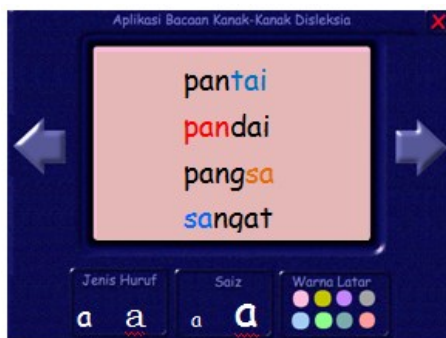 Aplikasi Bacaan Kanak-Kanak Disleksia
pantai
pandai
pangsa
sangat
Jenis Huruf Saiz Warna Latar
a a a a